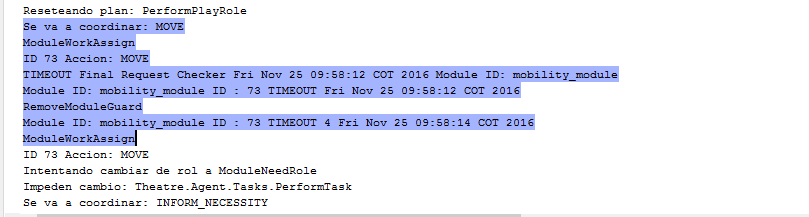 Reseteando plan: PerformPlayRole
Se va a coordinar: MOVE
ModuleWorkAssign
ID 73 Accion: MOVE
TIMEOUT Final Request Checker Fri Nov 25 09:58:12 COT 2016 Module ID: mobility_module
Module ID: mobility_module ID : 73 TIMEOUT Fri Nov 25 09:58:12 COT 2016
RemoveModuleGuard
Module ID: mobility_module ID : 73 TIMEOUT 4 Fri Nov 25 09:58:14 COT 2016
ModuleWorkAssign
ID 73 Accion: MOVE
Intentando cambiar de rol a ModuleNeedRole
Impeden cambio: Theatre.Agent.Tasks.PerformTask
Se va a coordinar: INFORM_NECESSITY